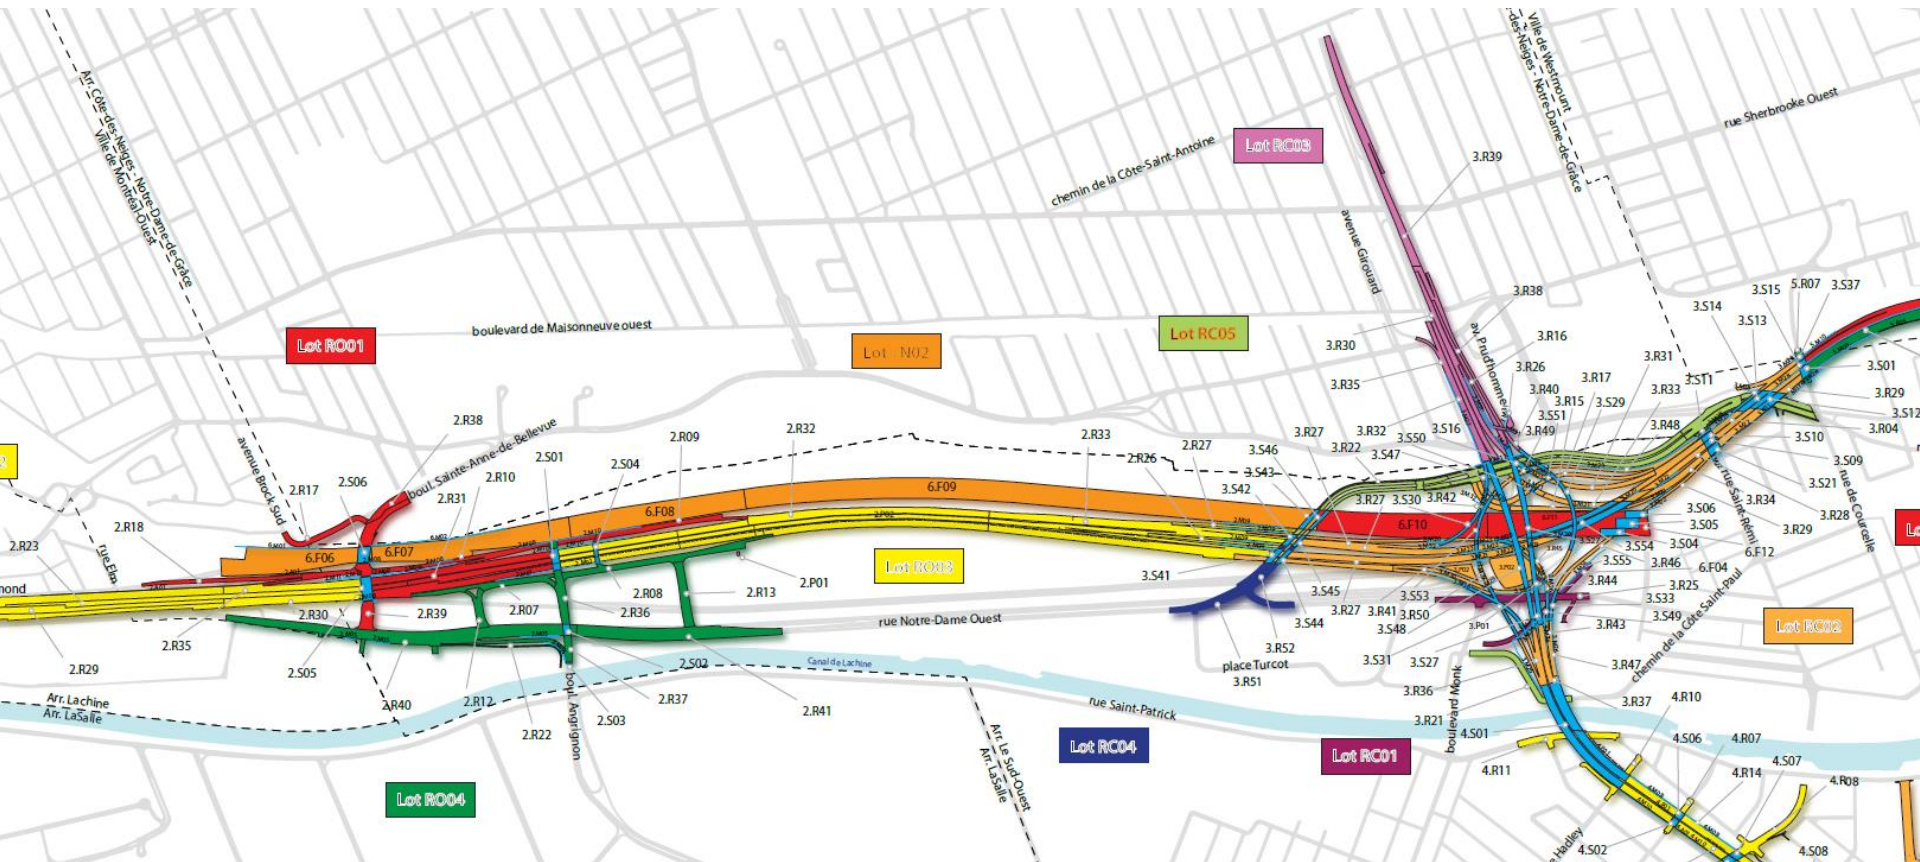 Arr. Côte-des-Neiges - Notre-Dame-de-Grâce
Ville de Montréal-Ouest
Ville de Westmount
des-Neiges - Notre-Dame-de-Grâce
rue Sherbrooke Ouest
Lot RC03
chemin de la Côte-Saint-Antoine
3.R39
avenue Girouard
boulevard de Maisonneuve ouest
Lot RO01
Lot N02
Lot RC05
3.R38
3.R30
3.R16
av. Prud'homme
3.R35
3.R26
3.R40
3.R17
3.R31
3.R15
3.S29
3.R33
3.S11
3.S14
3.S15
5.R07
3.S37
3.S13
3.S01
3.R29
3.S12
3.R04
3.S10
3.S09
3.S21
3.R28
3.R34
3.R29
rue de Courcelle
rue Saint-Rémi
3.S51
3.R49
3.R48
3.S16
3.R32
3.S50
3.R22
3.S47
3.R27
3.S46
3.S43
3.S42
2.R27
2.R26
2.R33
2.R32
2.R09
2.S04
2.S01
2.R38
boul. Sainte-Anne-de-Bellevue
2.R10
2.R31
2.S06
2.R17
avenue Brock Sud
2.R18
2.R23
rue Elm
mond
6.F06
6.F07
6.F08
6.F09
2.P02
6.F10
3.R27
3.S30
3.R42
3.S06
3.S05
3.S04
6.F12
3.S54
3.S55
3.R46
6.F04
3.R44
3.R25
3.S33
3.S49
3.R43
chemin de la Côte Saint-Paul
Lot RO03
Lot RC02
3.S41
3.S45
3.R27
3.R41
3.S53
3.R50
3.S44
3.S48
3.P01
3.P02
3.R52
place Turcot
3.R51
3.S31
3.S27
3.R47
3.R36
3.R37
3.R21
boulevard Monk
2.P01
2.R13
2.R08
2.R07
2.R36
2.R39
2.R30
2.R35
2.R29
2.S05
2.R40
2.R12
2.R22
2.S03
2.R37
2.S02
2.R41
boul. Angrignon
rue Notre-Dame Ouest
Canal de Lachine
rue Saint-Patrick
Arr. Lachine
Arr. LaSalle
Arr. Le Sud-Ouest
Arr. LaSalle
Lot RO04
Lot RC04
Lot RC01
4.S01
4.R11
4.R10
4.S06
4.R07
4.R14
4.S07
4.R08
4.S02
4.S08
Hadley